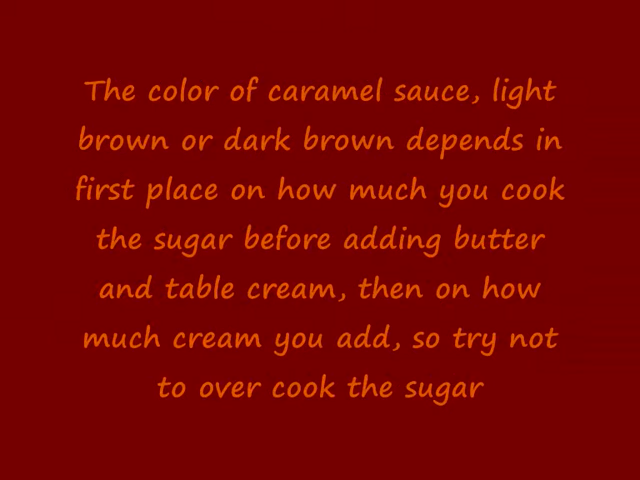 The color of caramel sauce, light
brown or dark brown depends in
first place on how much you cook
the sugar before adding butter
and table cream, then on how
much cream you add, so try not
to over cook the sugar